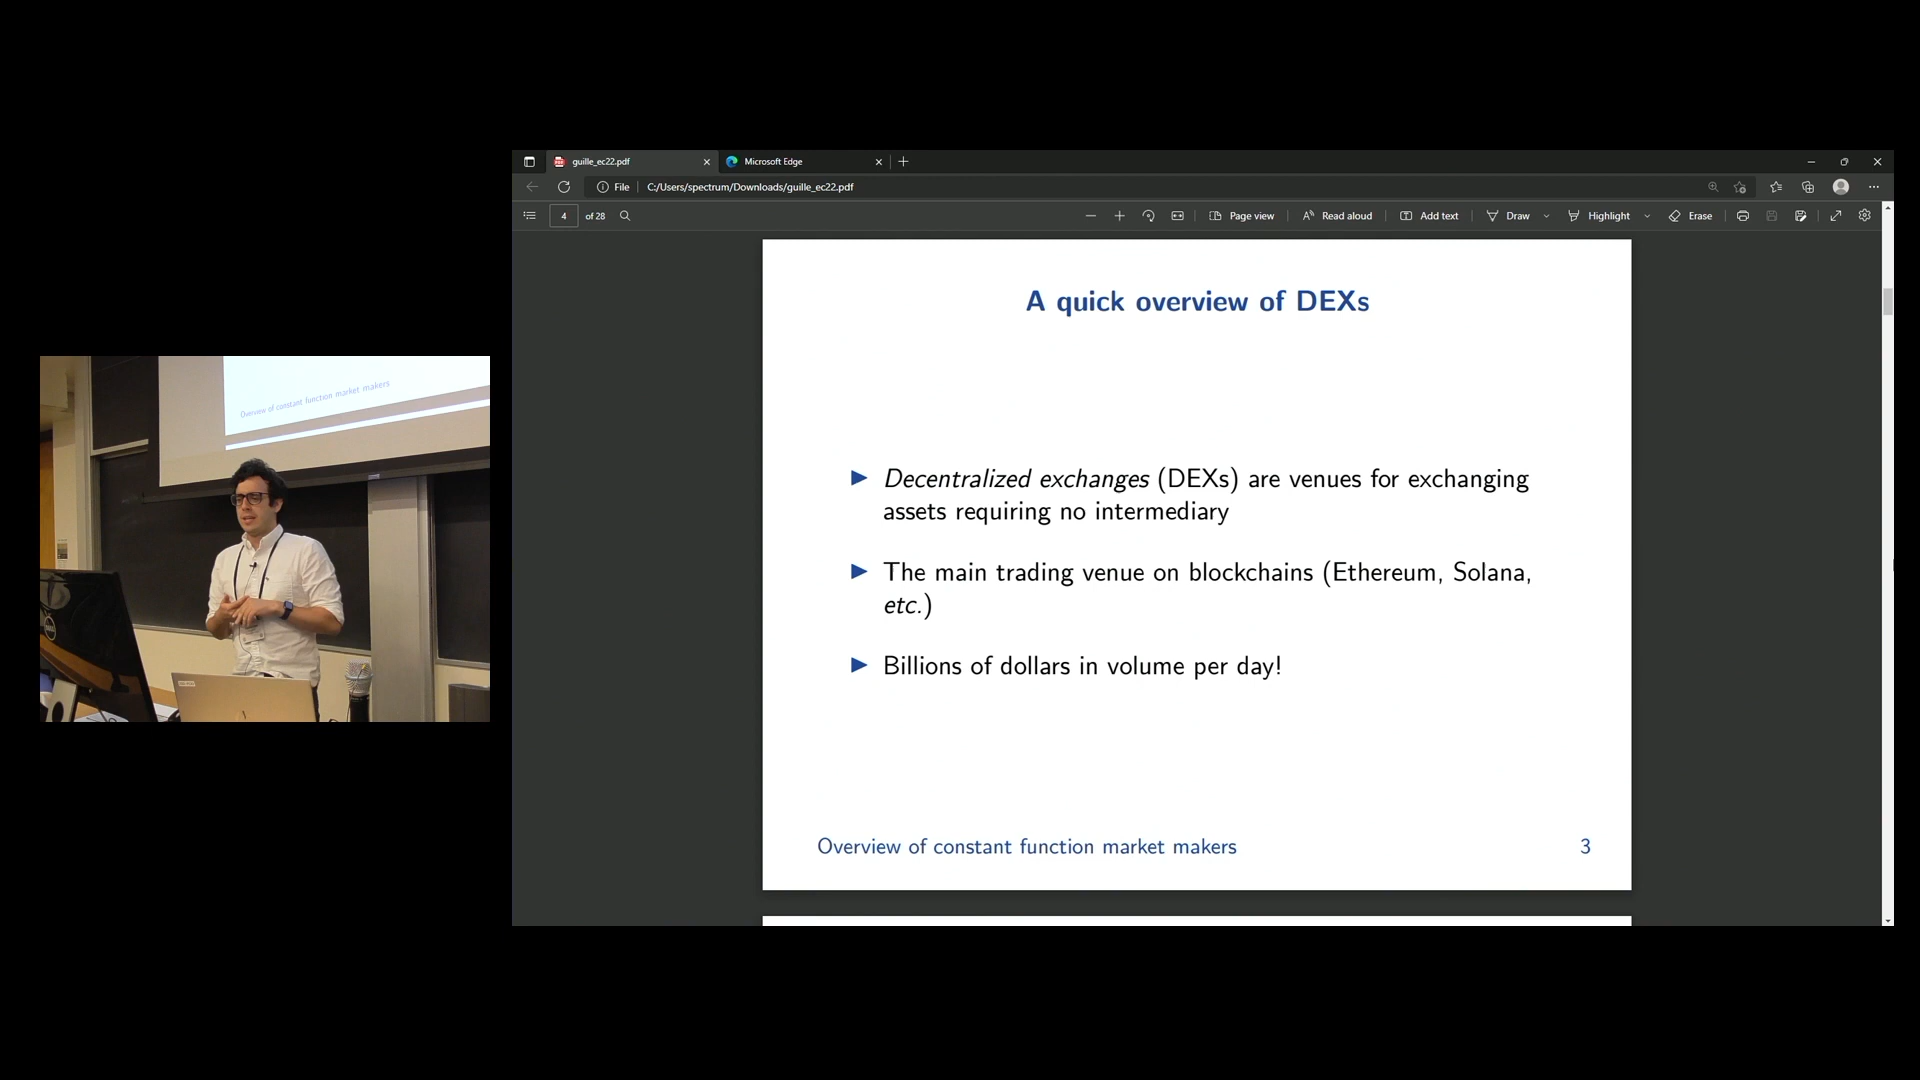 guille_ec22.pdf
Microsoft Edge
File
C:/Users/spectrum/Downloads/guille_ec22.pdf
4 of 28
Page view
Read aloud
Add text
Draw
Highlight
Erase
A quick overview of DEXs
Decentralized exchanges (DEXs) are venues for exchanging
assets requiring no intermediary
The main trading venue on blockchains (Ethereum, Solana,
etc.)
Billions of dollars in volume per day!
Overview of constant function market makers
3
Overview of constant function market makers
DELL